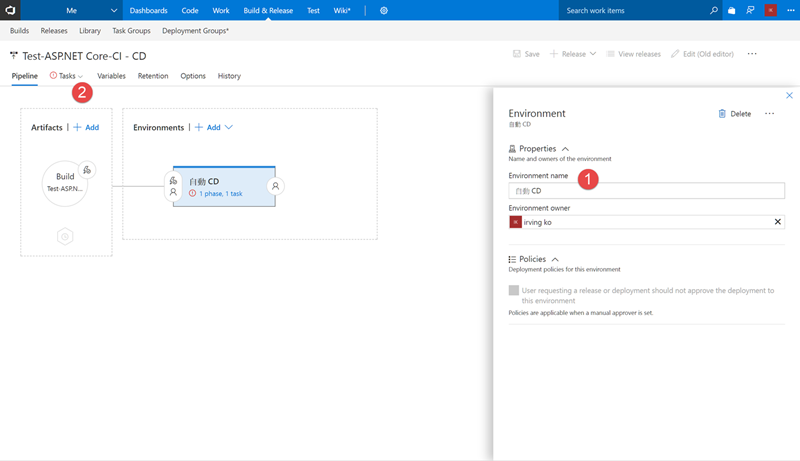 Me Dashboards Code Work Build & Release Test Wiki* Search work items
Builds Releases Library Task Groups Deployment Groups*
Test-ASP.NET Core-CI - CD Save + Release View releases Edit (Old editor) ...
Pipeline Tasks Variables Retention Options History
2
Artifacts | + Add
Environments | + Add
Build
Test-ASP.N...
自動 CD
1 phase, 1 task
Environment
自動 CD
Delete ...
Properties
Name and owners of the environment
Environment name
1
自動 CD
Environment owner
irving ko
Policies
Deployment policies for this environment
User requesting a release or deployment should not approve the deployment to
this environment
Policies are applicable when a manual approver is set.